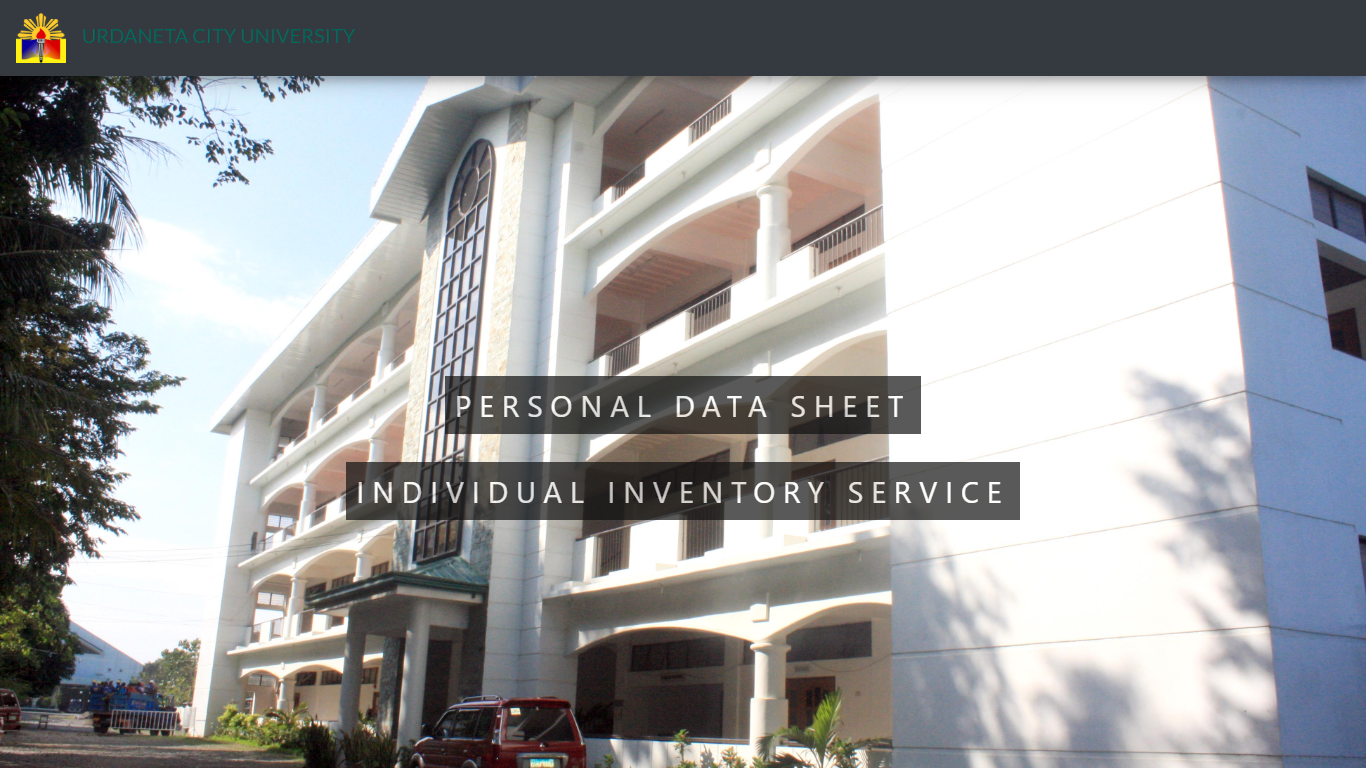 URDANETA CITY UNIVERSITY
PERSONAL DATA SHEET
INDIVIDUAL INVENTORY SERVICE